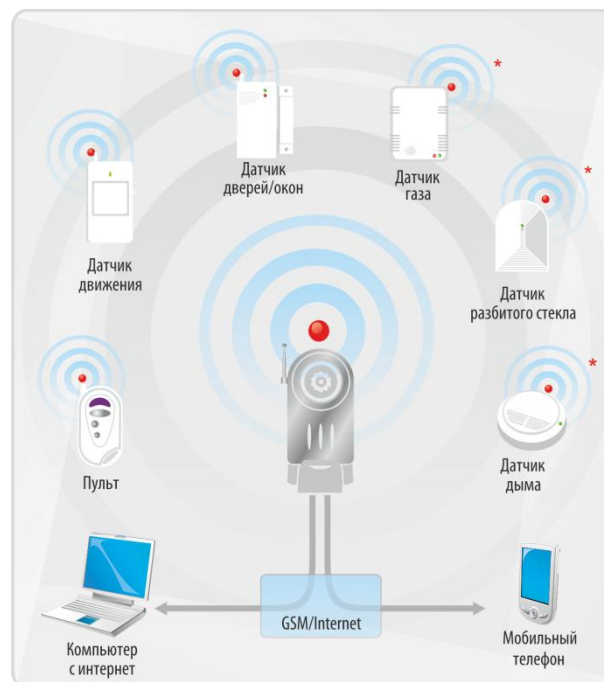 *
Датчик
дверей/окон
Датчик
газа
*
Датчик
движения
Датчик
разбитого стекла
*
Пульт
Датчик
дыма
GSM/Internet
Компьютер
с интернет
Мобильный
телефон